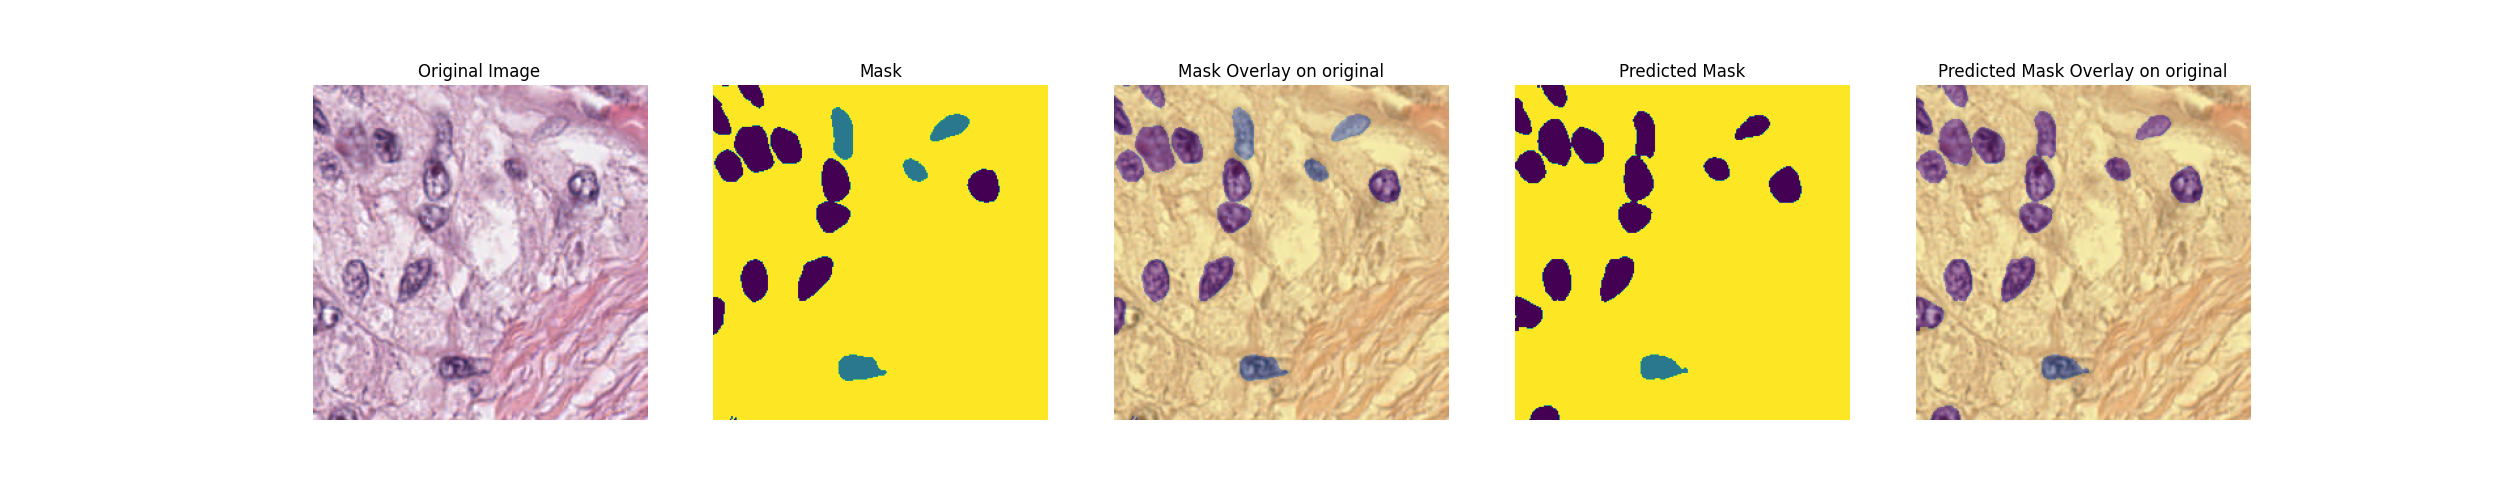 Original Image
Mask
Mask Overlay on original
Predicted Mask
Predicted Mask Overlay on original